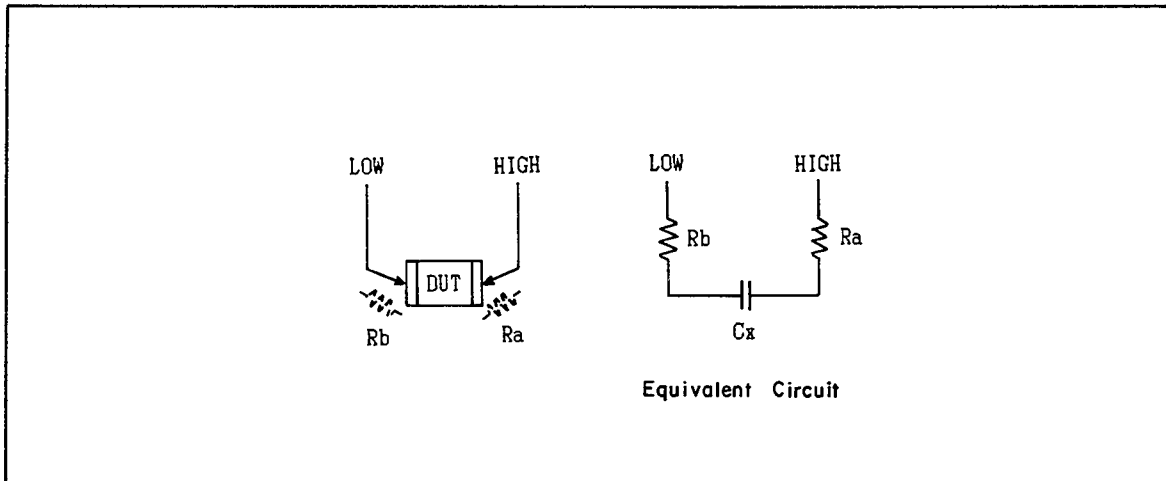 LOW HIGH LOW HIGH
Rb Ra
DUT
Rb Ra
Cx
Equivalent Circuit